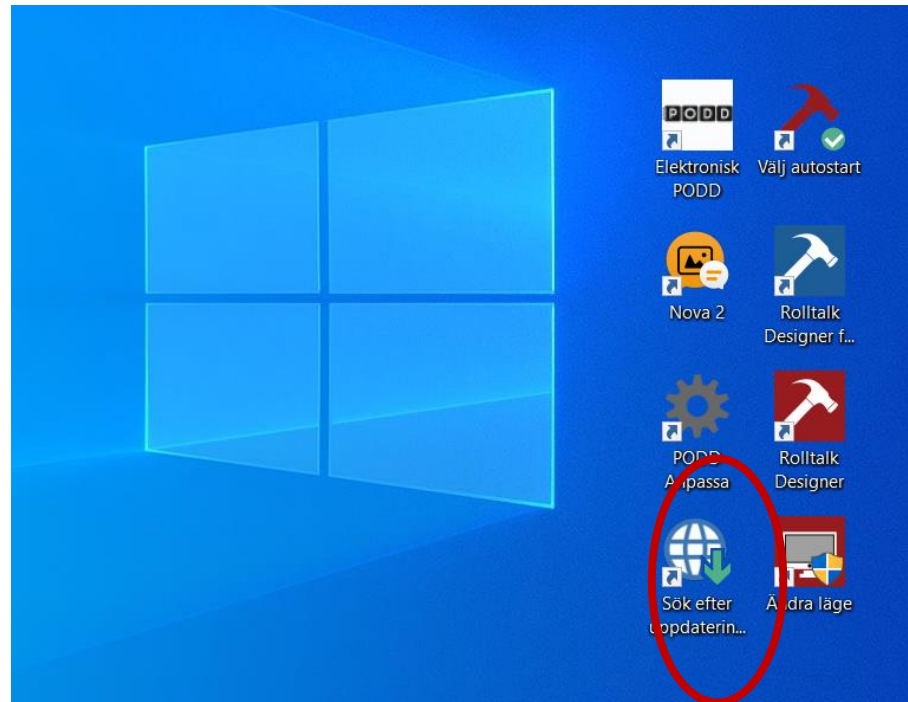 PODD
Elektronisk
PODD
Välj autostart
Nova 2
Rolltalk
Designer f...
PODD
Anpassa
Rolltalk
Designer
Sök efter
uppdaterin...
Ändra läge